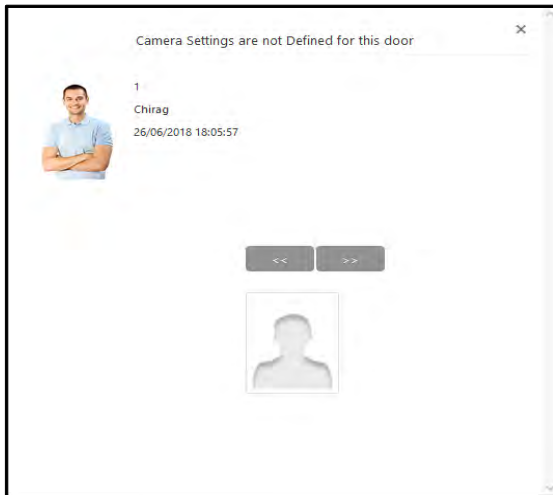 Camera Settings are not Defined for this door
×
1
Chirag
26/06/2018 18:05:57
<< >>